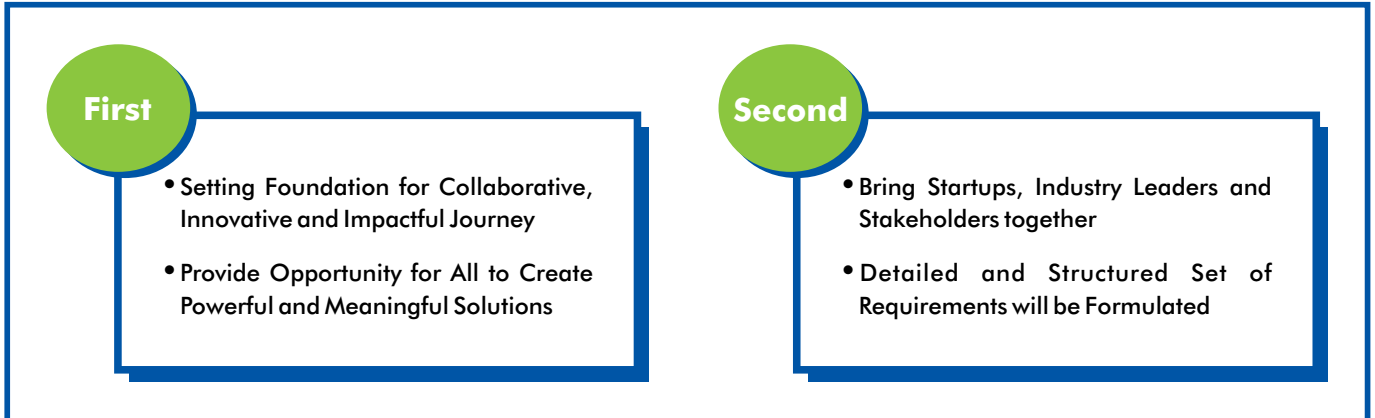 First
• Setting Foundation for Collaborative,
Innovative and Impactful Journey
• Provide Opportunity for All to Create
Powerful and Meaningful Solutions
Second
• Bring Startups, Industry Leaders and
Stakeholders together
• Detailed and Structured Set of
Requirements will be Formulated